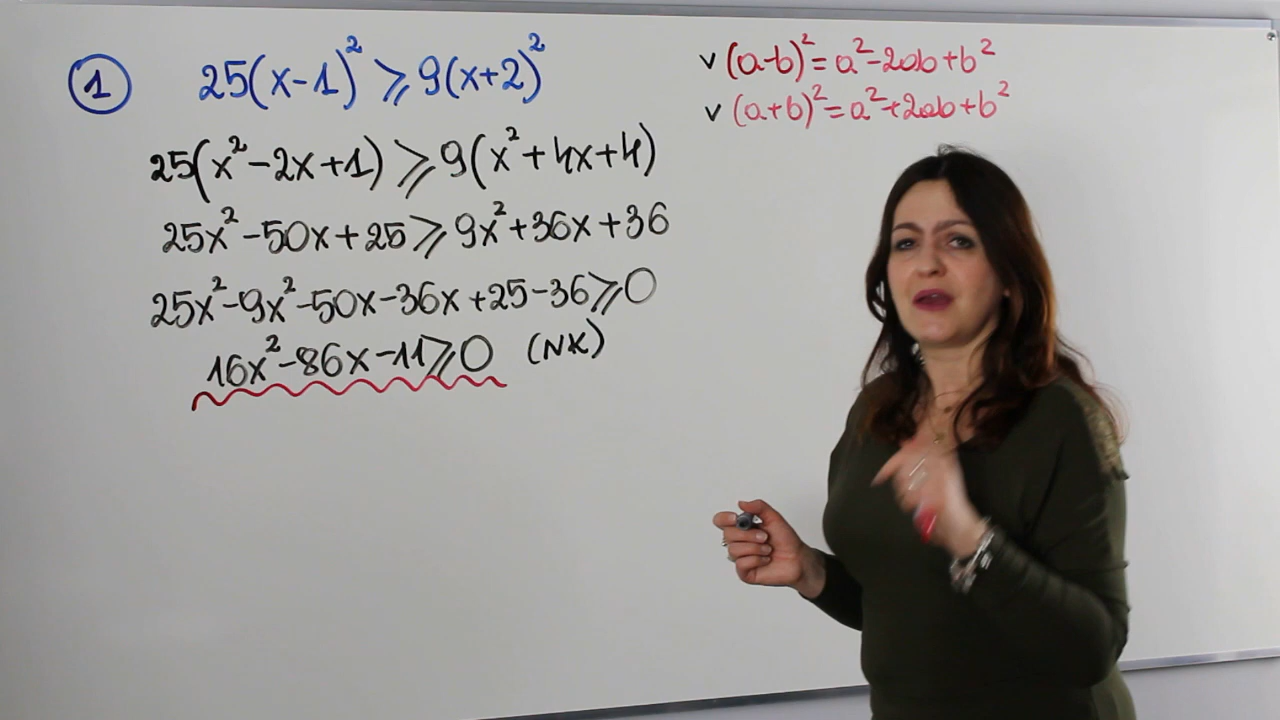 ① 25(x-1)² ⩾ 9(x+2)²
v (a-b)² = a²-2ab+b²
v (a+b)² = a²+2ab+b²
25(x²-2x+1) ⩾ 9(x²+4x+4)
25x²-50x+25 ⩾ 9x²+36x+36
25x²-9x²-50x-36x+25-36 ⩾ 0
16x²-86x-11 ⩾ 0 (NK)